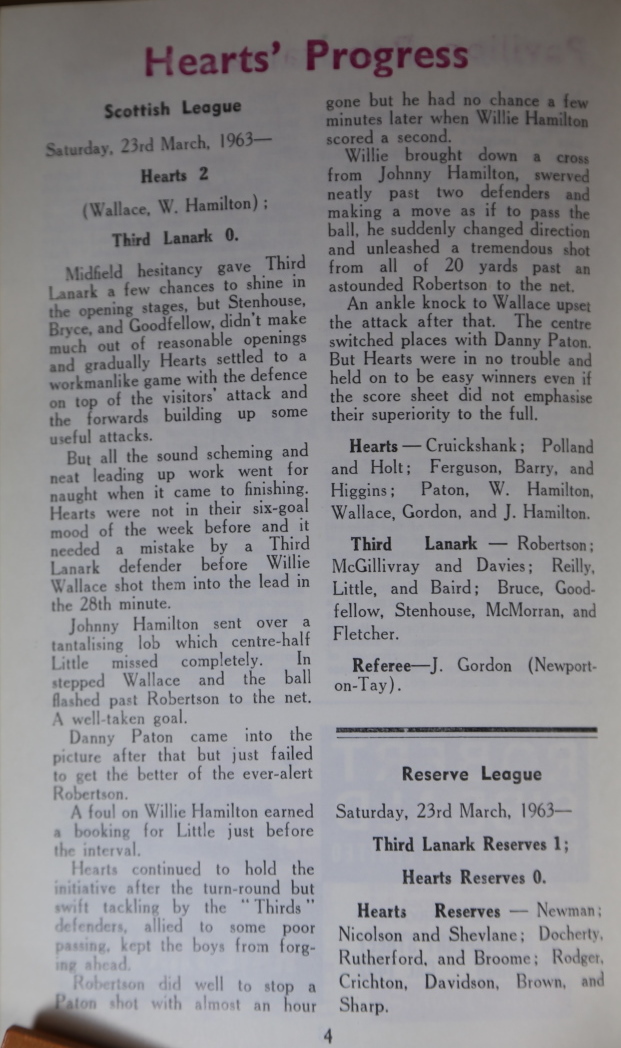 Hearts' Progress
Scottish League
Saturday, 23rd March, 1963—
Hearts 2
(Wallace, W. Hamilton);
Third Lanark 0.
Midfield hesitancy gave Third
Lanark a few chances to shine in
the opening stages, but Stenhouse,
Bryce, and Goodfellow, didn't make
much out of reasonable openings
and gradually Hearts settled to a
workmanlike game with the defence
on top of the visitors' attack and
the forwards building up some
useful attacks.
But all the sound scheming and
neat leading up work went for
naught when it came to finishing.
Hearts were not in their six-goal
mood of the week before and it
needed a mistake by a Third
Lanark defender before Willie
Wallace shot them into the lead in
the 28th minute.
Johnny Hamilton sent over a
tantalising lob which centre-half
Little missed completely. In
stepped Wallace and the ball
flashed past Robertson to the net.
A well-taken goal.
Danny Paton came into the
picture after that but just failed
to get the better of the ever-alert
Robertson.
A foul on Willie Hamilton earned
a booking for Little just before
the interval.
Hearts continued to hold the
initiative after the turn-round but
swift tackling by the "Thirds"
defenders, allied to some poor
passing, kept the boys from forg-
ing ahead.
Robertson did well to stop a
Paton shot with almost an hour
gone but he had no chance a few
minutes later when Willie Hamilton
scored a second.
Willie brought down a cross
from Johnny Hamilton, swerved
neatly past two defenders and
making a move as if to pass the
ball, he suddenly changed direction
and unleashed a tremendous shot
from all of 20 yards past an
astounded Robertson to the net.
An ankle knock to Wallace upset
the attack after that. The centre
switched places with Danny Paton.
But Hearts were in no trouble and
held on to be easy winners even if
the score sheet did not emphasise
their superiority to the full.
Hearts — Cruickshank; Polland
and Holt; Ferguson, Barry, and
Higgins; Paton, W. Hamilton,
Wallace, Gordon, and J. Hamilton.
Third Lanark — Robertson;
McGillivray and Davies; Reilly,
Little, and Baird; Bruce, Good-
fellow, Stenhouse, McMorran, and
Fletcher.
Referee—J. Gordon (Newport-
on-Tay).
Reserve League
Saturday, 23rd March, 1963—
Third Lanark Reserves 1;
Hearts Reserves 0.
Hearts Reserves — Newman;
Nicolson and Shevlane; Docherty,
Rutherford, and Broome; Rodger,
Crichton, Davidson, Brown, and
Sharp.
4